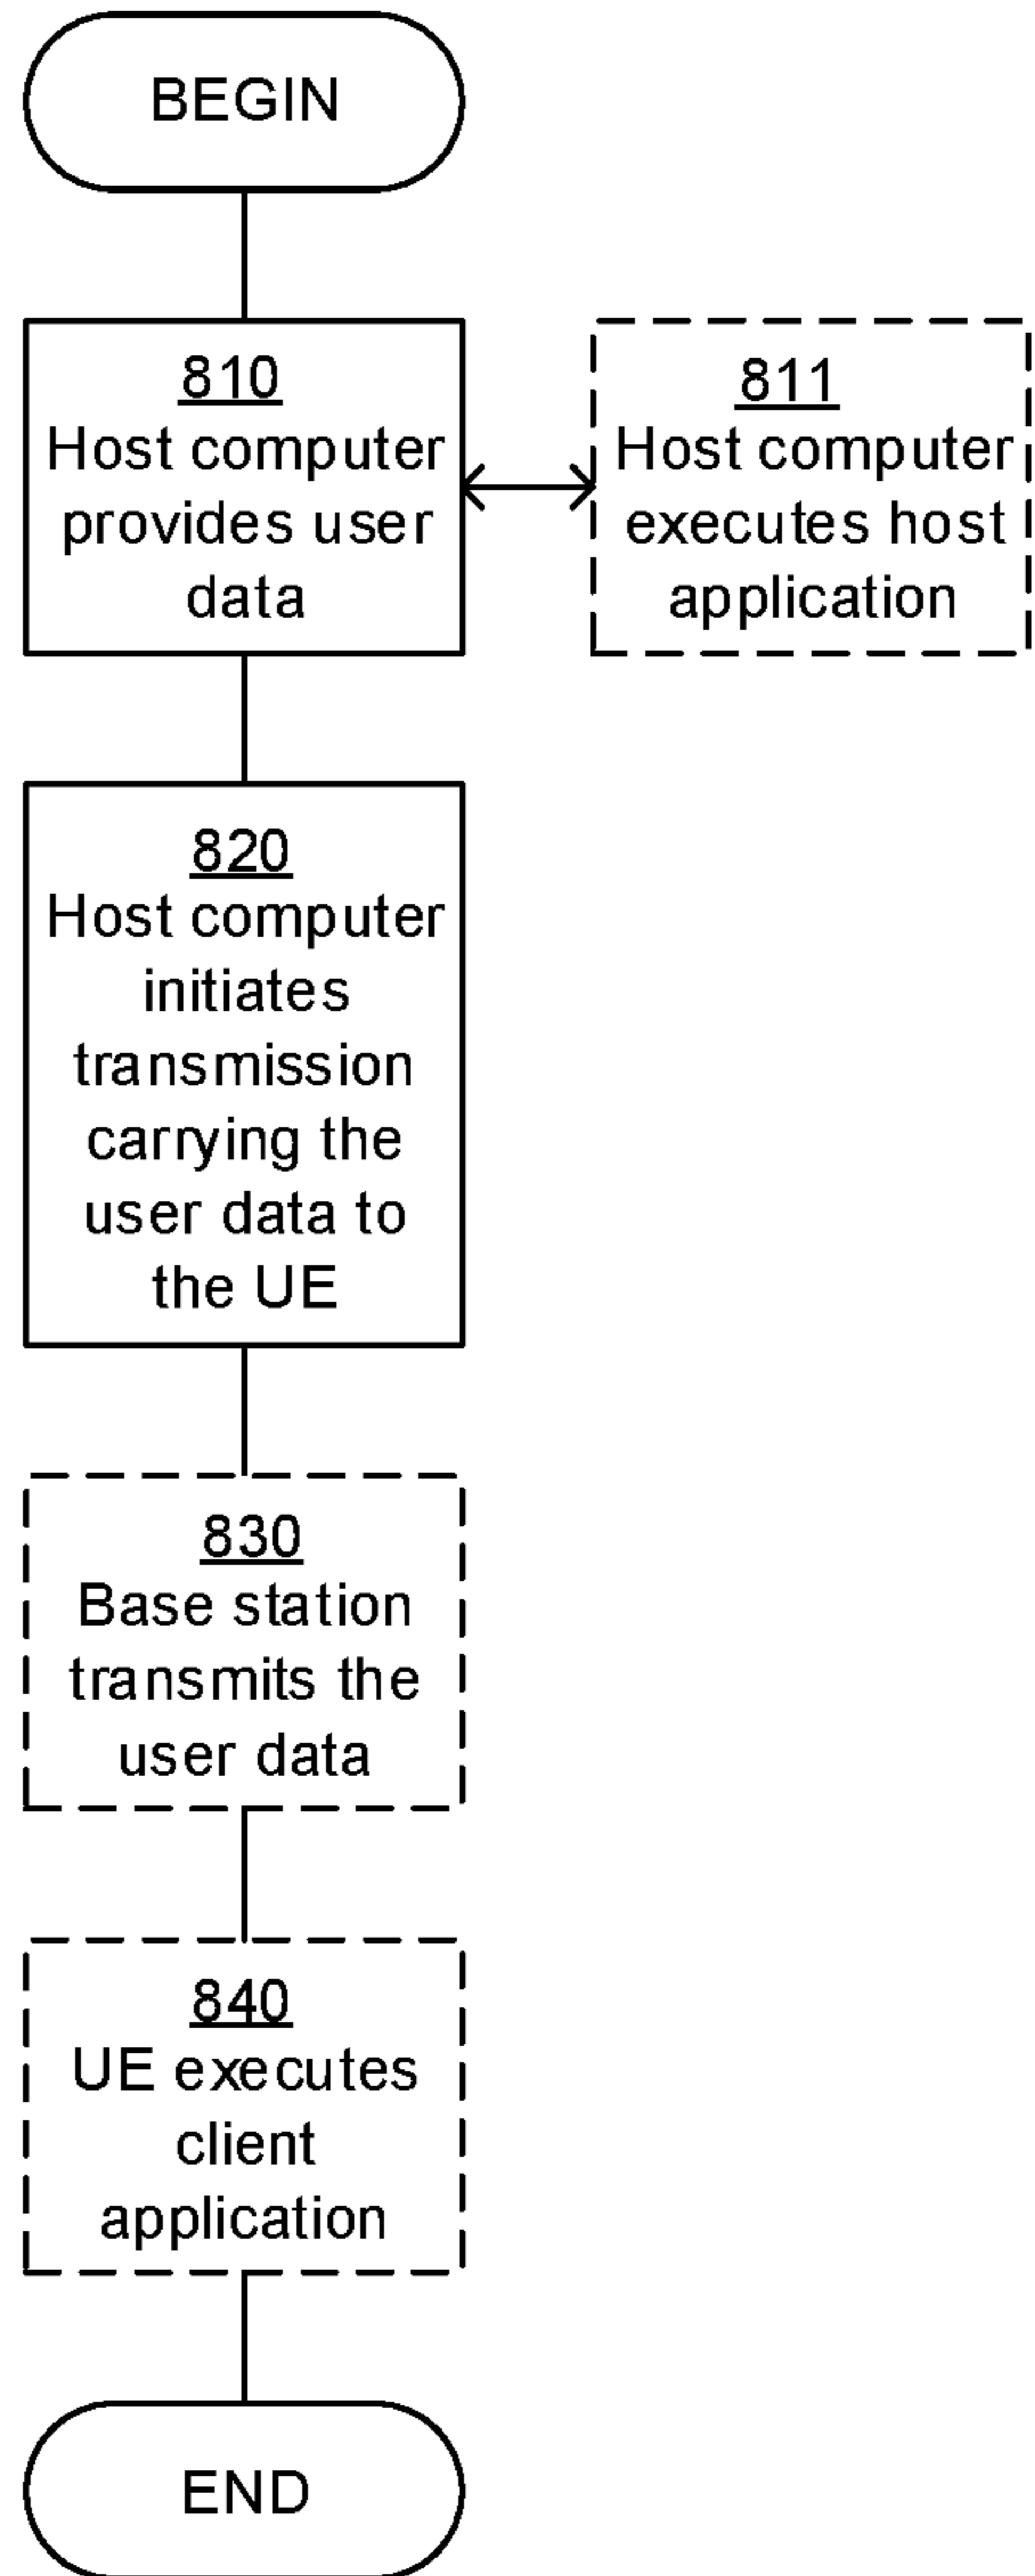 BEGIN
810
Host computer
provides user
data
811
Host computer
executes host
application
820
Host computer
initiates
transmission
carrying the
user data to
the UE
830
Base station
transmits the
user data
840
UE executes
client
application
END